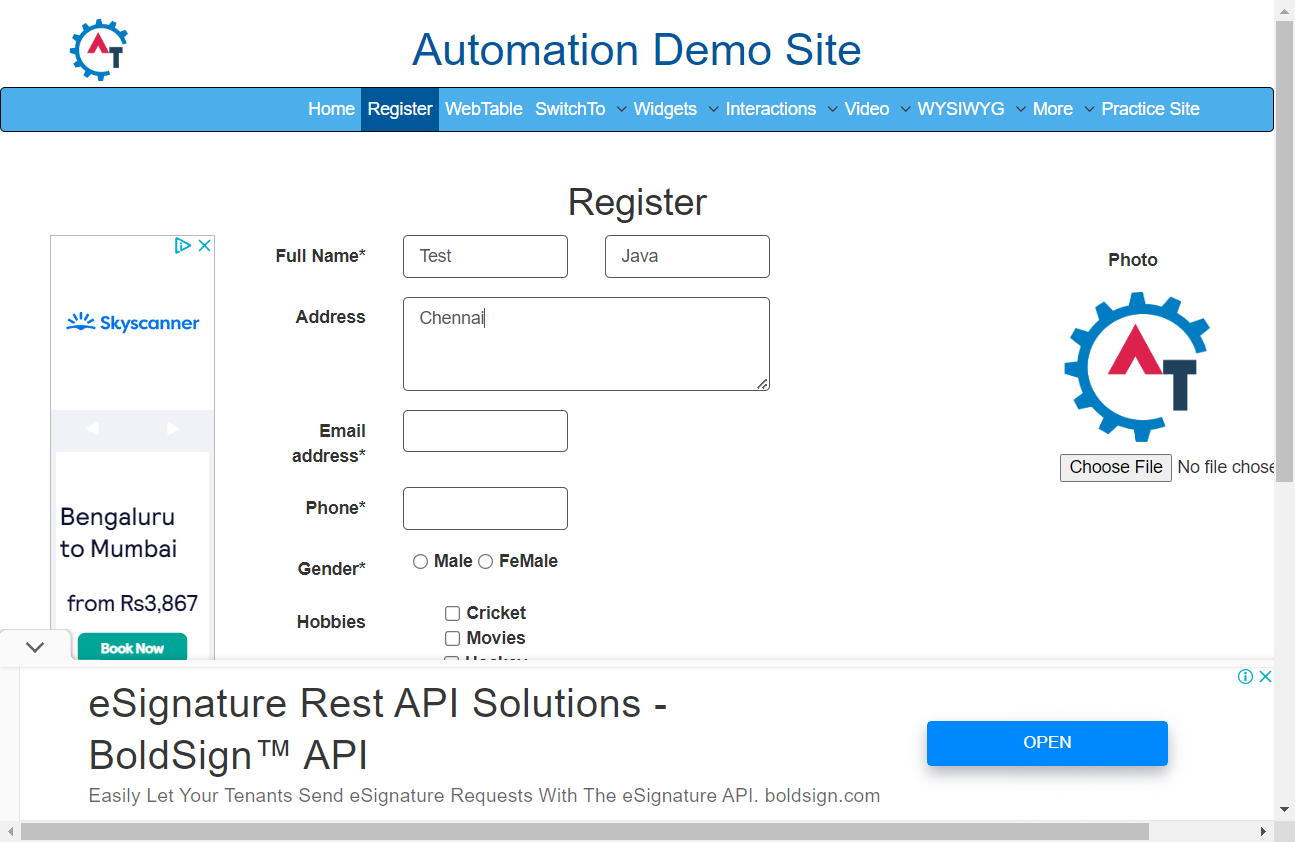 Automation Demo Site
Home Register WebTable SwitchTo Widgets Interactions Video WYSIWYG More Practice Site
Register
Full Name* Test Java
Address Chennai
Email
address*
Phone*
Gender* Male FeMale
Hobbies Cricket
Movies
Hockey
Photo
AT
Choose File No file chose
Skyscanner
Bengaluru
to Mumbai
from Rs3,867
Book Now
eSignature Rest API Solutions -
BoldSign™ API
Easily Let Your Tenants Send eSignature Requests With The eSignature API. boldsign.com
OPEN